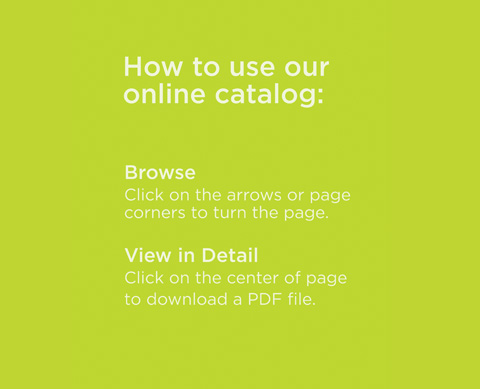 How to use our
online catalog:
Browse
Click on the arrows or page
corners to turn the page.
View in Detail
Click on the center of page
to download a PDF file.